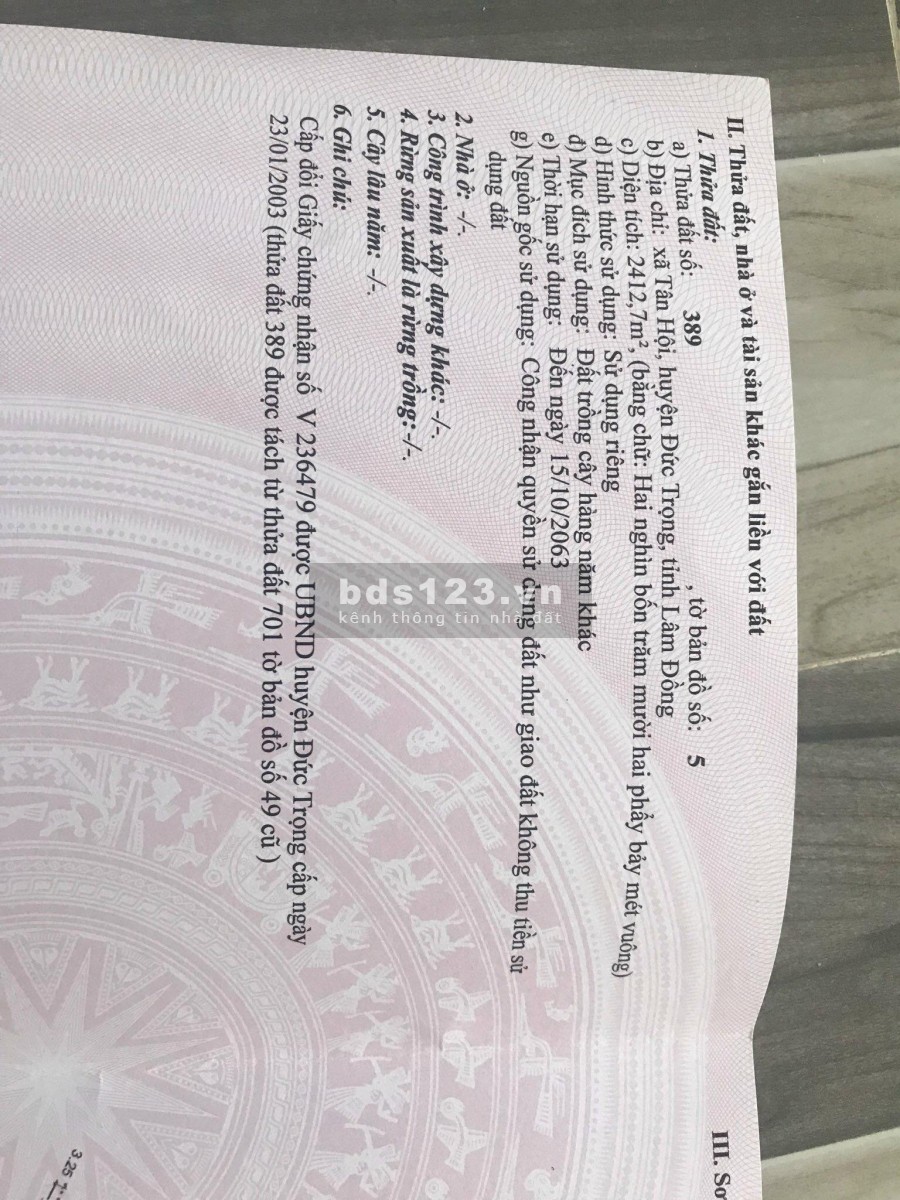 II. Thửa đất, nhà ở và tài sản khác gắn liền với đất
1. Thửa đất:
a) Thửa đất số: 389 , tờ bản đồ số: 5
b) Địa chỉ: xã Tân Hội, huyện Đức Trọng, tỉnh Lâm Đồng
c) Diện tích: 2412,7m², (bằng chữ: Hai nghìn bốn trăm mười hai phẩy bảy mét vuông)
d) Hình thức sử dụng: Sử dụng riêng
đ) Mục đích sử dụng: Đất trồng cây hàng năm khác
e) Thời hạn sử dụng: Đến ngày 15/10/2063
g) Nguồn gốc sử dụng: Công nhận quyền sử dụng đất như giao đất không thu tiền sử
dụng đất
2. Nhà ở: -/-.
3. Công trình xây dựng khác: -/-.
4. Rừng sản xuất là rừng trồng: -/-.
5. Cây lâu năm: -/-.
6. Ghi chú:
Cấp đổi Giấy chứng nhận số V 236479 được UBND huyện Đức Trọng cấp ngày
23/01/2003 (thửa đất 389 được tách từ thửa đất 701 tờ bản đồ số 49 cũ )
III. Sơ
3.25
bds123.vn
kênh thông tin nhà đất